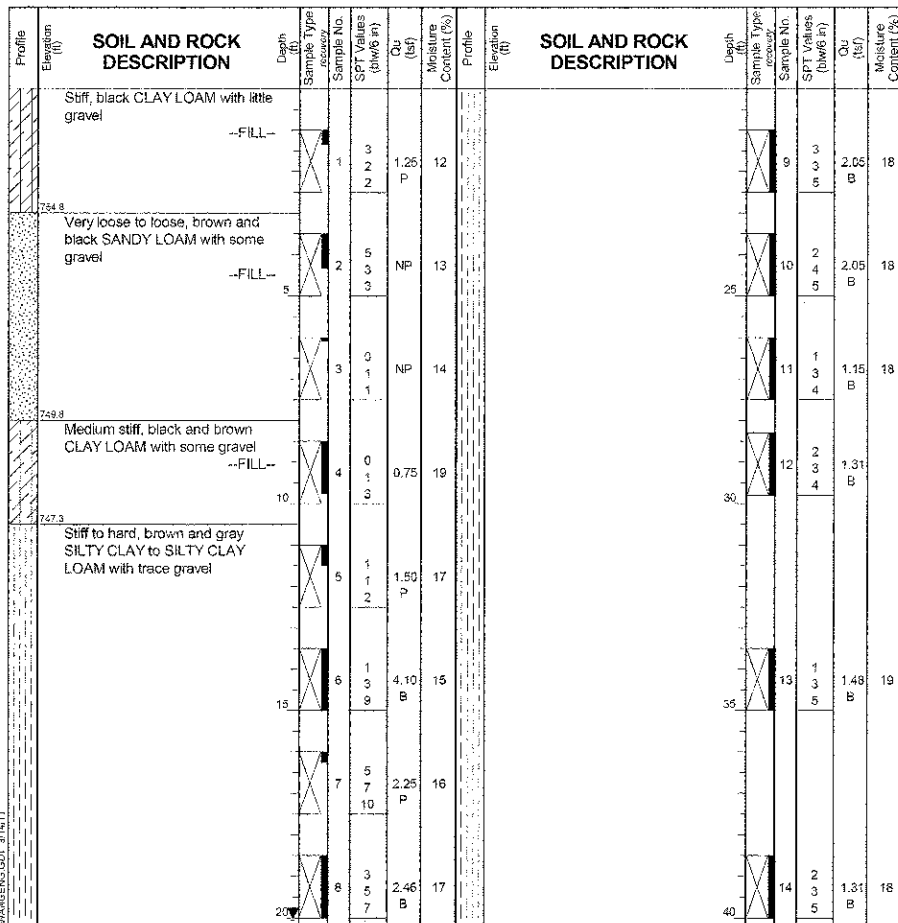 Profile
Elevation (ft)
SOIL AND ROCK DESCRIPTION
Depth (ft)
Sample Type
recovery
Sample No.
SPT Values (blw/6 in)
Qu (tsf)
Moisture Content (%)
Profile
Elevation (ft)
SOIL AND ROCK DESCRIPTION
Depth (ft)
Sample Type
recovery
Sample No.
SPT Values (blw/6 in)
Qu (tsf)
Moisture Content (%)
Stiff, black CLAY LOAM with little
gravel
--FILL--
1 3 2 2 1.25 P 12
754.8
Very loose to loose, brown and
black SANDY LOAM with some
gravel
--FILL--
2 5 3 3 NP 13
5
3 0 1 1 NP 14
749.8
Medium stiff, black and brown
CLAY LOAM with some gravel
--FILL--
4 0 1 3 0.75 19
10
747.3
Stiff to hard, brown and gray
SILTY CLAY to SILTY CLAY
LOAM with trace gravel
5 1 1 2 1.50 P 17
6 1 3 9 4.10 B 15
15
7 5 7 10 2.25 P 16
8 3 5 7 2.46 B 17
20
9 3 3 5 2.05 B 18
10 2 4 5 2.05 B 18
25
11 1 3 4 1.15 B 18
12 2 3 4 1.31 B
30
13 1 3 5 1.48 B 19
35
14 2 3 5 1.31 B 18
40